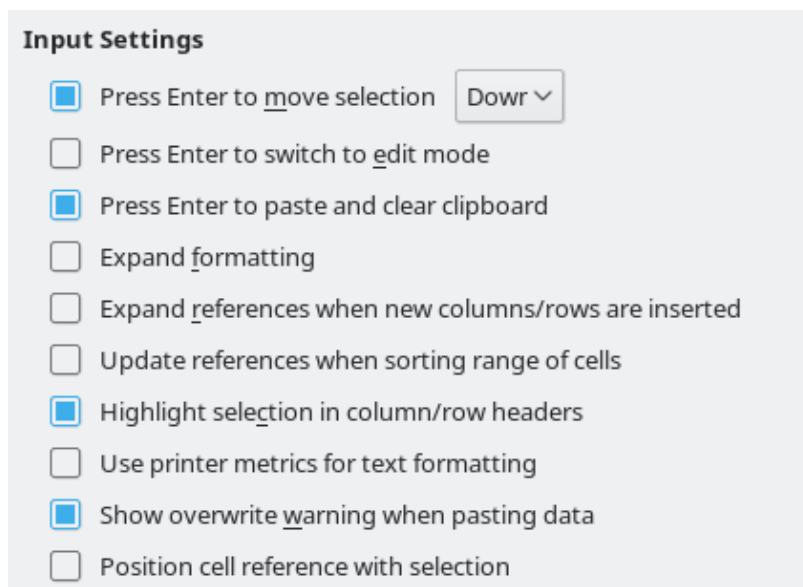 Input Settings
Press Enter to move selection Dowr
Press Enter to switch to edit mode
Press Enter to paste and clear clipboard
Expand formatting
Expand references when new columns/rows are inserted
Update references when sorting range of cells
Highlight selection in column/row headers
Use printer metrics for text formatting
Show overwrite warning when pasting data
Position cell reference with selection